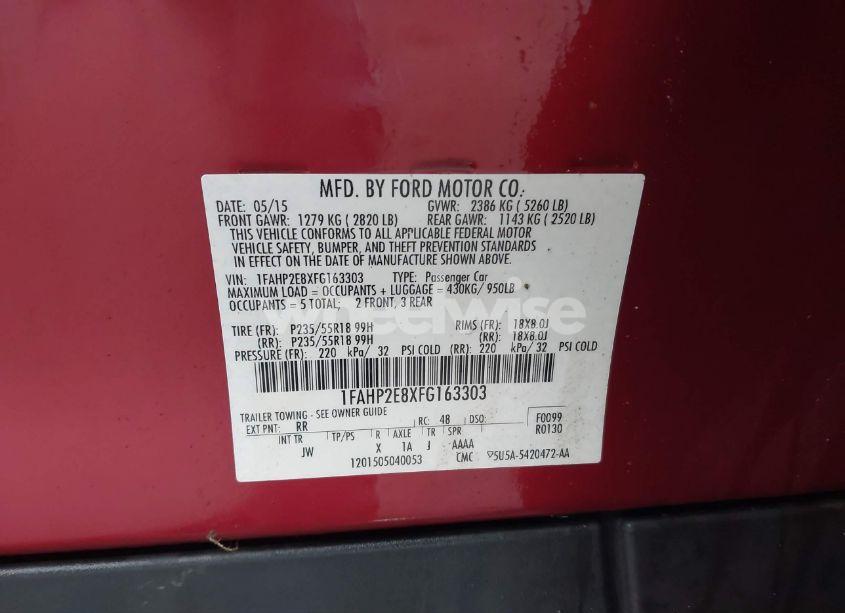 MFD. BY FORD MOTOR CO.
DATE: 05/15 GVWR: 2386 KG ( 5260 LB)
FRONT GAWR: 1279 KG ( 2820 LB) REAR GAWR: 1143 KG ( 2520 LB)
THIS VEHICLE CONFORMS TO ALL APPLICABLE FEDERAL MOTOR
VEHICLE SAFETY, BUMPER, AND THEFT PREVENTION STANDARDS
IN EFFECT ON THE DATE OF MANUFACTURE SHOWN ABOVE.
VIN: 1FAHP2E8XFG163303 TYPE: Passenger Car
MAXIMUM LOAD = OCCUPANTS + LUGGAGE = 430KG/ 950LB
OCCUPANTS = 5 TOTAL; 2 FRONT, 3 REAR
wheelwise
TIRE (FR): P235/55R18 99H RIMS (FR): 18X8.0J
(RR): P235/55R18 99H (RR): 18X8.0J
PRESSURE (FR): 220 kPa/ 32 PSI COLD (RR): 220 kPa/ 32 PSI COLD
1FAHP2E8XFG163303
TRAILER TOWING - SEE OWNER GUIDE
EXT PNT: RR RC: 48 DSO: F0099
R0130
INT TR TP/PS R AXLE TR SPR
JW X 1A J AAAA
1201505040053 CMC 5U5A-5420472-AA